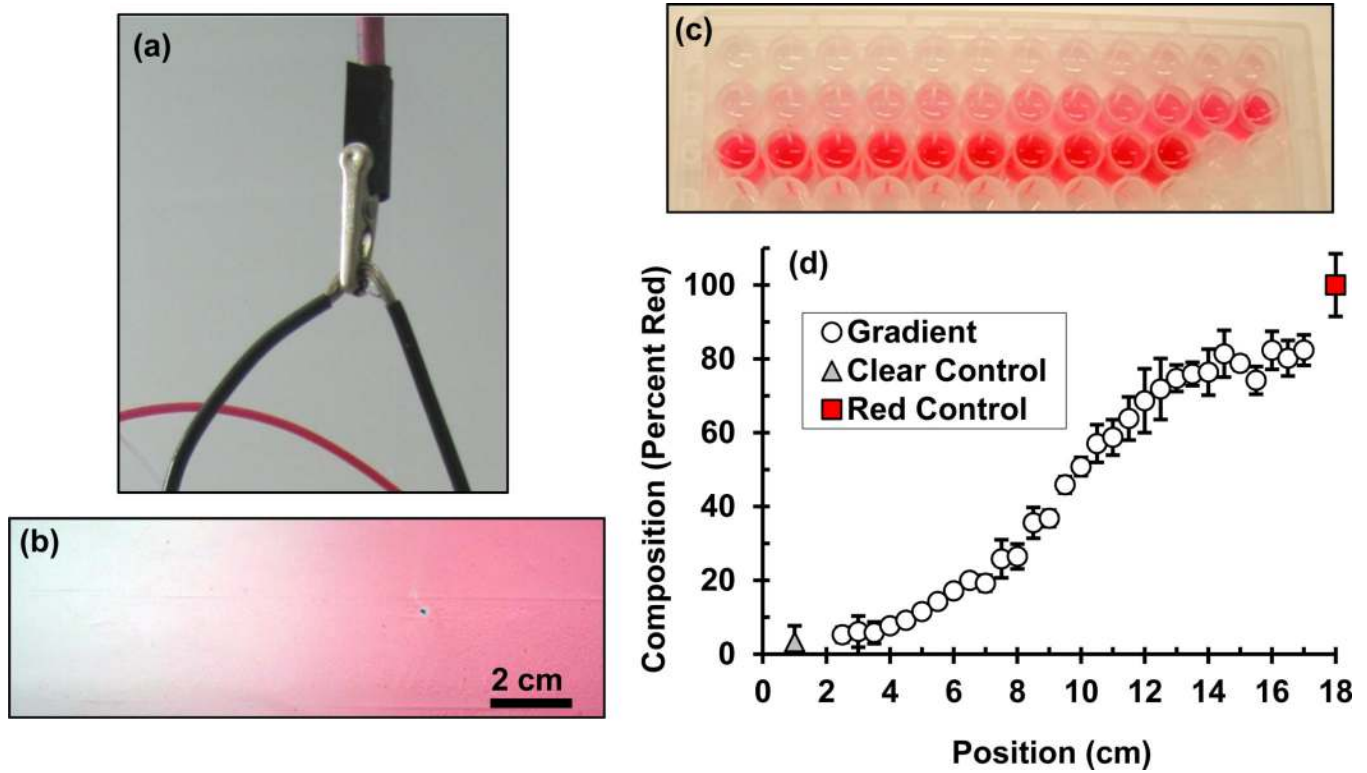 (a)
(b)
2 cm
(c)
(d)
Composition (Percent Red)
100
80
60
40
20
0
Gradient
Clear Control
Red Control
0 2 4 6 8 10 12 14 16 18
Position (cm)